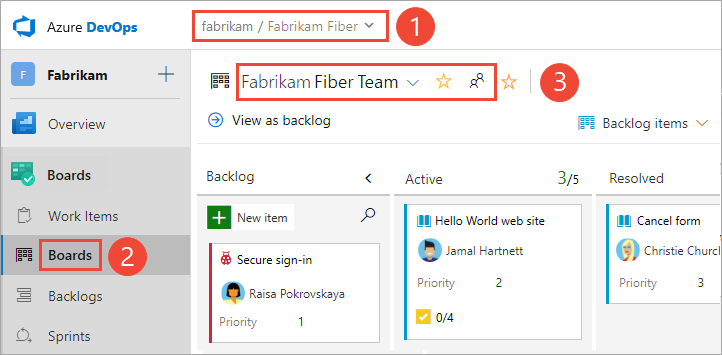 Azure DevOps
fabrikam / Fabrikam Fiber
1
F
Fabrikam
Overview
Boards
Work Items
Boards
2
Backlogs
Sprints
Fabrikam Fiber Team
3
View as backlog
Backlog items
Backlog
Active
3/5
Resolved
New item
Secure sign-in
Raisa Pokrovskaya
Priority 1
Hello World web site
Jamal Hartnett
Priority 2
0/4
Cancel form
Christie Church
Priority 3